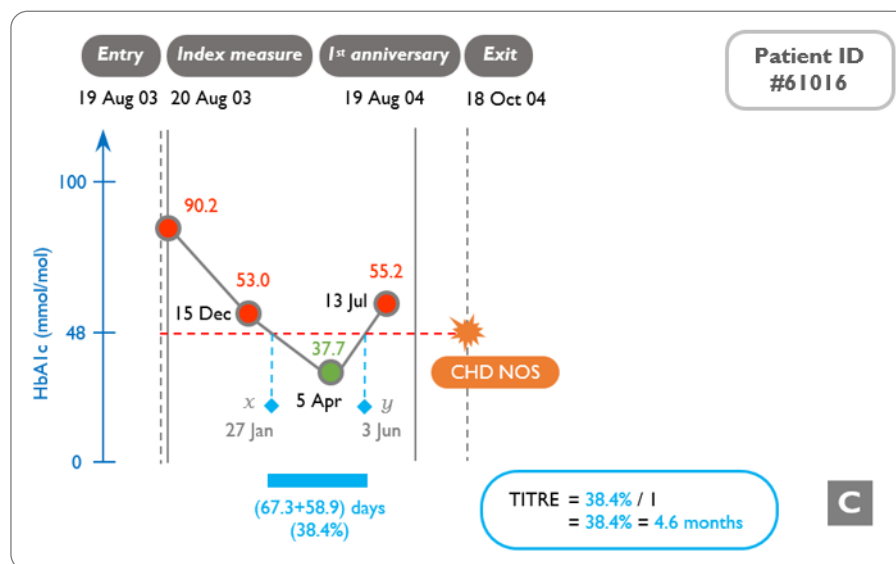 Entry
Index measure
1st anniversary
Exit
19 Aug 03
20 Aug 03
19 Aug 04
18 Oct 04
Patient ID
#61016
HbA1c (mmol/mol)
100
48
0
90.2
53.0
15 Dec
37.7
5 Apr
55.2
13 Jul
x
27 Jan
y
3 Jun
CHD NOS
(67.3+58.9) days
(38.4%)
TITRE = 38.4% / 1
= 38.4% = 4.6 months
C